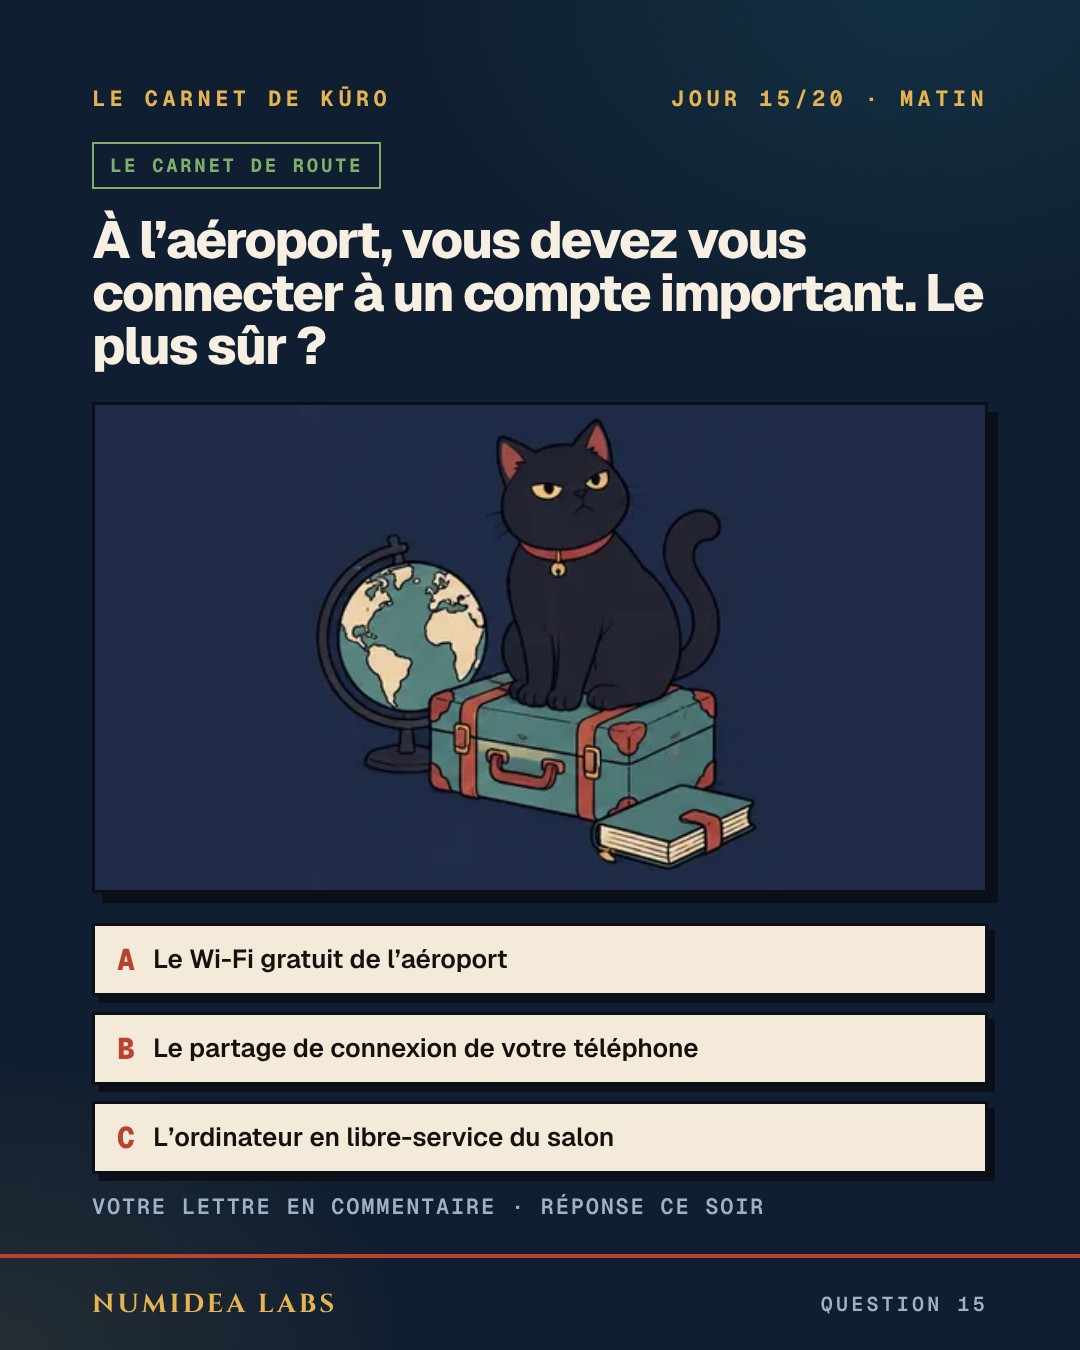 LE CARNET DE KŪRO
JOUR 15/20 · MATIN
LE CARNET DE ROUTE
À l’aéroport, vous devez vous
connecter à un compte important. Le
plus sûr ?
A Le Wi-Fi gratuit de l’aéroport
B Le partage de connexion de votre téléphone
C L’ordinateur en libre-service du salon
VOTRE LETTRE EN COMMENTAIRE · RÉPONSE CE SOIR
NUMIDEA LABS
QUESTION 15